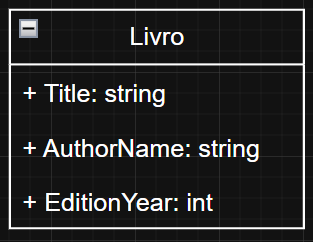 Livro
+ Title: string
+ AuthorName: string
+ EditionYear: int